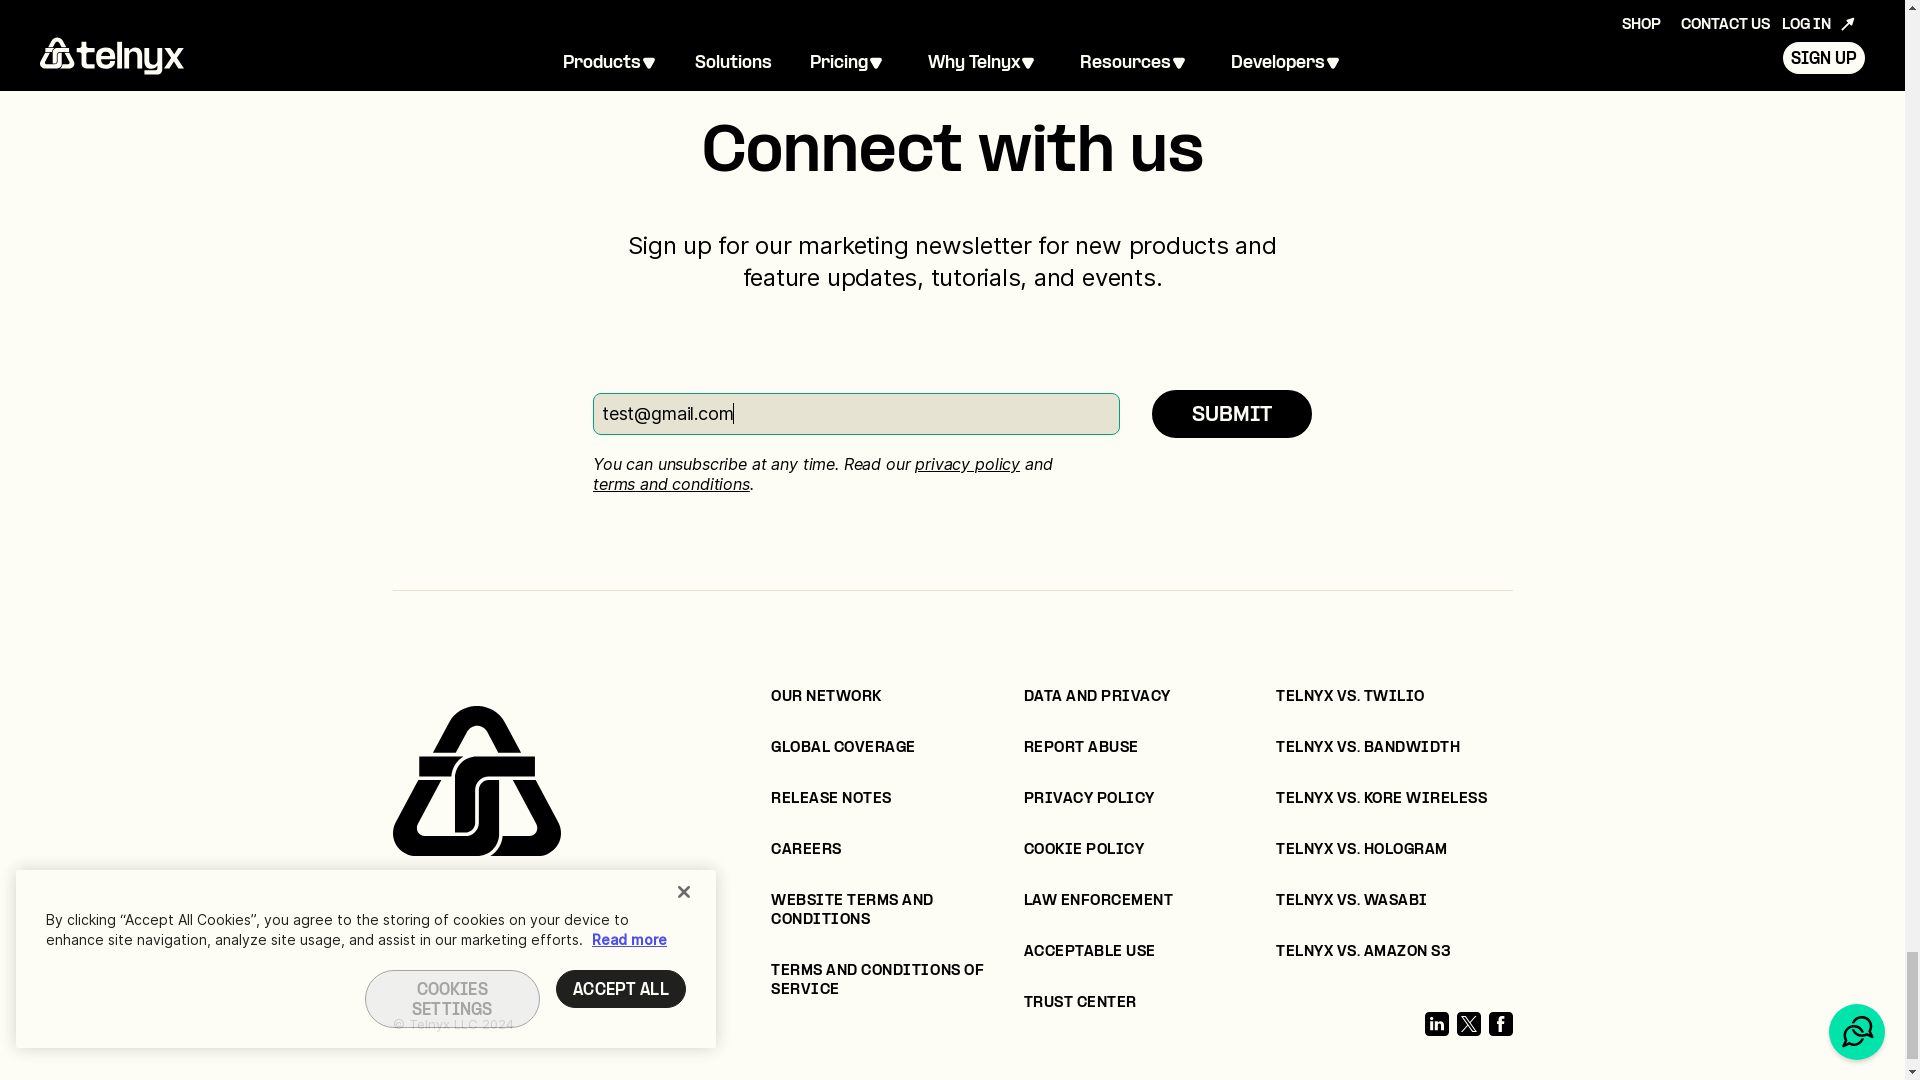 SHOP
CONTACT US
LOG IN
telnyx
Products
Solutions
Pricing
Why Telnyx
Resources
Developers
SIGN UP
Connect with us
Sign up for our marketing newsletter for new products and
feature updates, tutorials, and events.
test@gmail.com
SUBMIT
You can unsubscribe at any time. Read our privacy policy and
terms and conditions.
OUR NETWORK
GLOBAL COVERAGE
RELEASE NOTES
CAREERS
WEBSITE TERMS AND
CONDITIONS
TERMS AND CONDITIONS OF
SERVICE
DATA AND PRIVACY
REPORT ABUSE
PRIVACY POLICY
COOKIE POLICY
LAW ENFORCEMENT
ACCEPTABLE USE
TRUST CENTER
TELNYX VS. TWILIO
TELNYX VS. BANDWIDTH
TELNYX VS. KORE WIRELESS
TELNYX VS. HOLOGRAM
TELNYX VS. WASABI
TELNYX VS. AMAZON S3
By clicking “Accept All Cookies”, you agree to the storing of cookies on your device to
enhance site navigation, analyze site usage, and assist in our marketing efforts. Read more
COOKIES
SETTINGS
ACCEPT ALL
© Telnyx LLC 2024